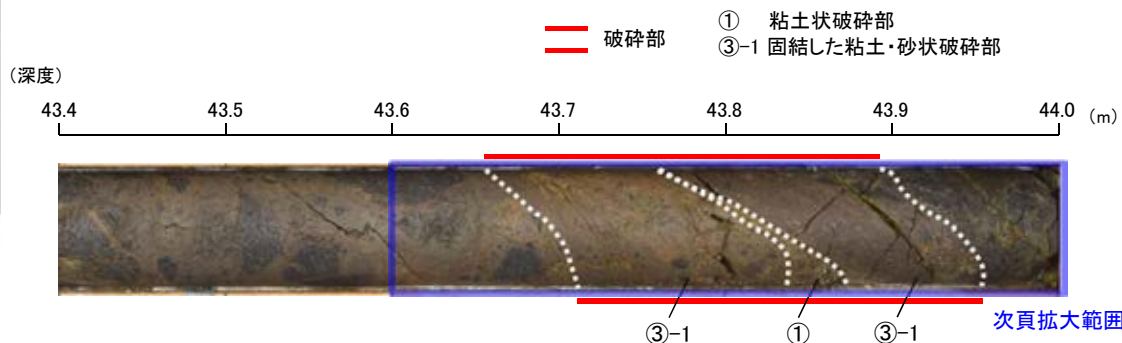 破砕部
① 粘土状破砕部
③-1 固結した粘土・砂状破砕部
(深度)
43.4 43.5 43.6 43.7 43.8 43.9 44.0 (m)
③-1 ① ③-1
次頁拡大範囲